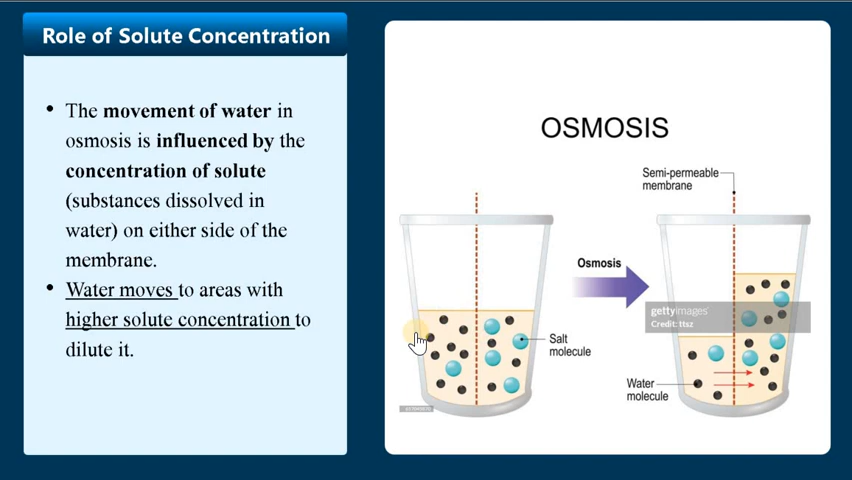 Role of Solute Concentration
• The movement of water in
osmosis is influenced by the
concentration of solute
(substances dissolved in
water) on either side of the
membrane.
• Water moves to areas with
higher solute concentration to
dilute it.
OSMOSIS
Semi-permeable
membrane
Osmosis
gettyimages
Credit: ttsz
Salt
molecule
Water
molecule